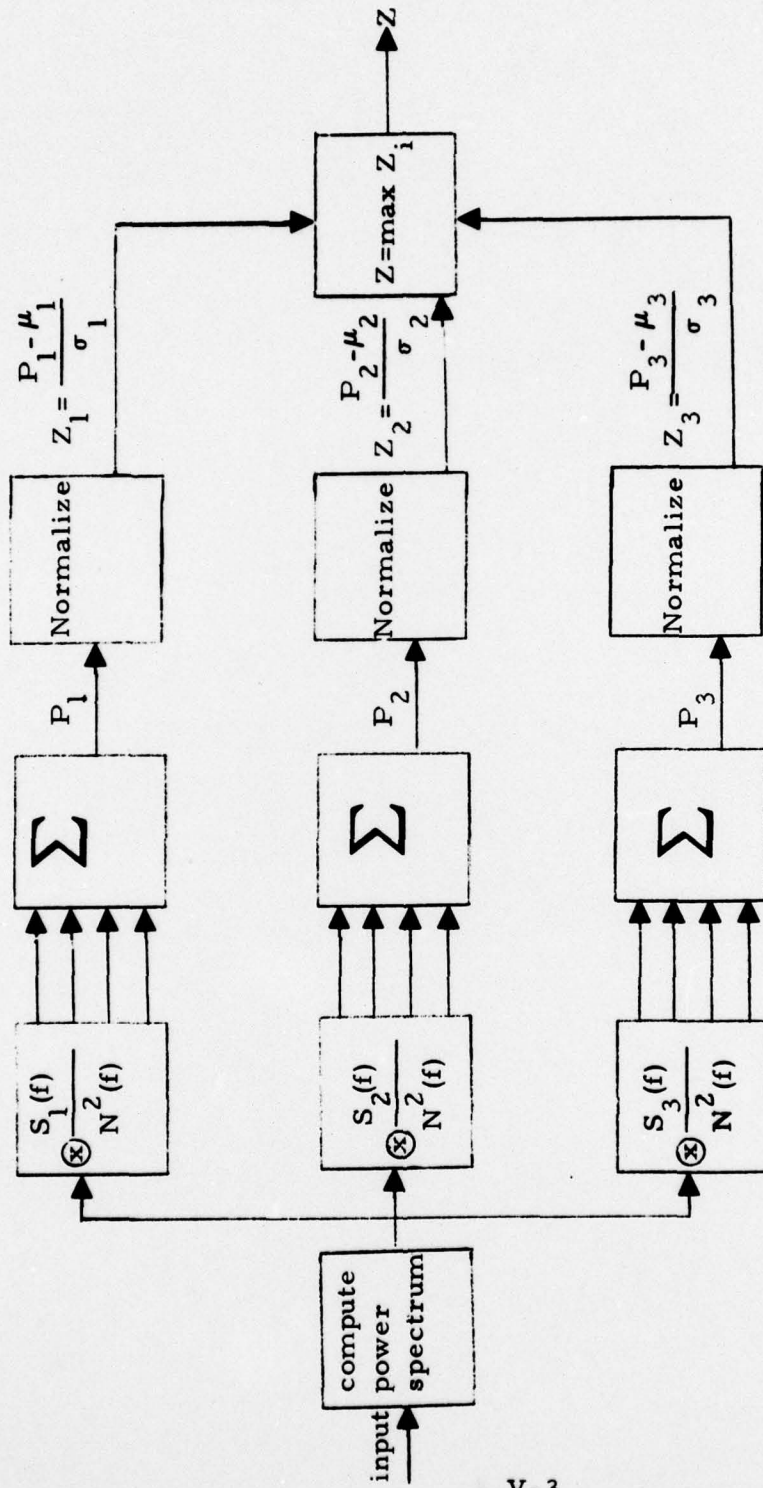 input
compute
power
spectrum
ⓧ S₁(f) / N²(f)
Σ
P₁
Normalize
Z₁ = (P₁ - μ₁) / σ₁
ⓧ S₂(f) / N²(f)
Σ
P₂
Normalize
Z₂ = (P₂ - μ₂) / σ₂
ⓧ S₃(f) / N²(f)
Σ
P₃
Normalize
Z₃ = (P₃ - μ₃) / σ₃
Z=max Zᵢ
Z
V-3